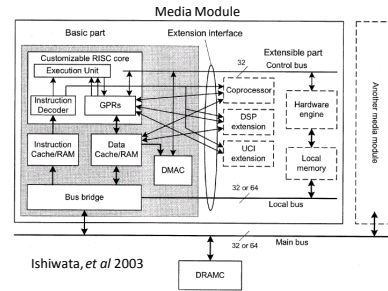 Media Module
Basic part
Extension interface
Extensible part
Customizable RISC core
Execution Unit
32
Control bus
Instruction
Decoder
GPRs
Coprocessor
Hardware
engine
DSP
extension
Instruction
Cache/RAM
Data
Cache/RAM
UCI
extension
Local
memory
DMAC
Bus bridge
32 or 64
Local bus
Another media module
32 or 64
Main bus
Ishiwata, et al 2003
DRAMC